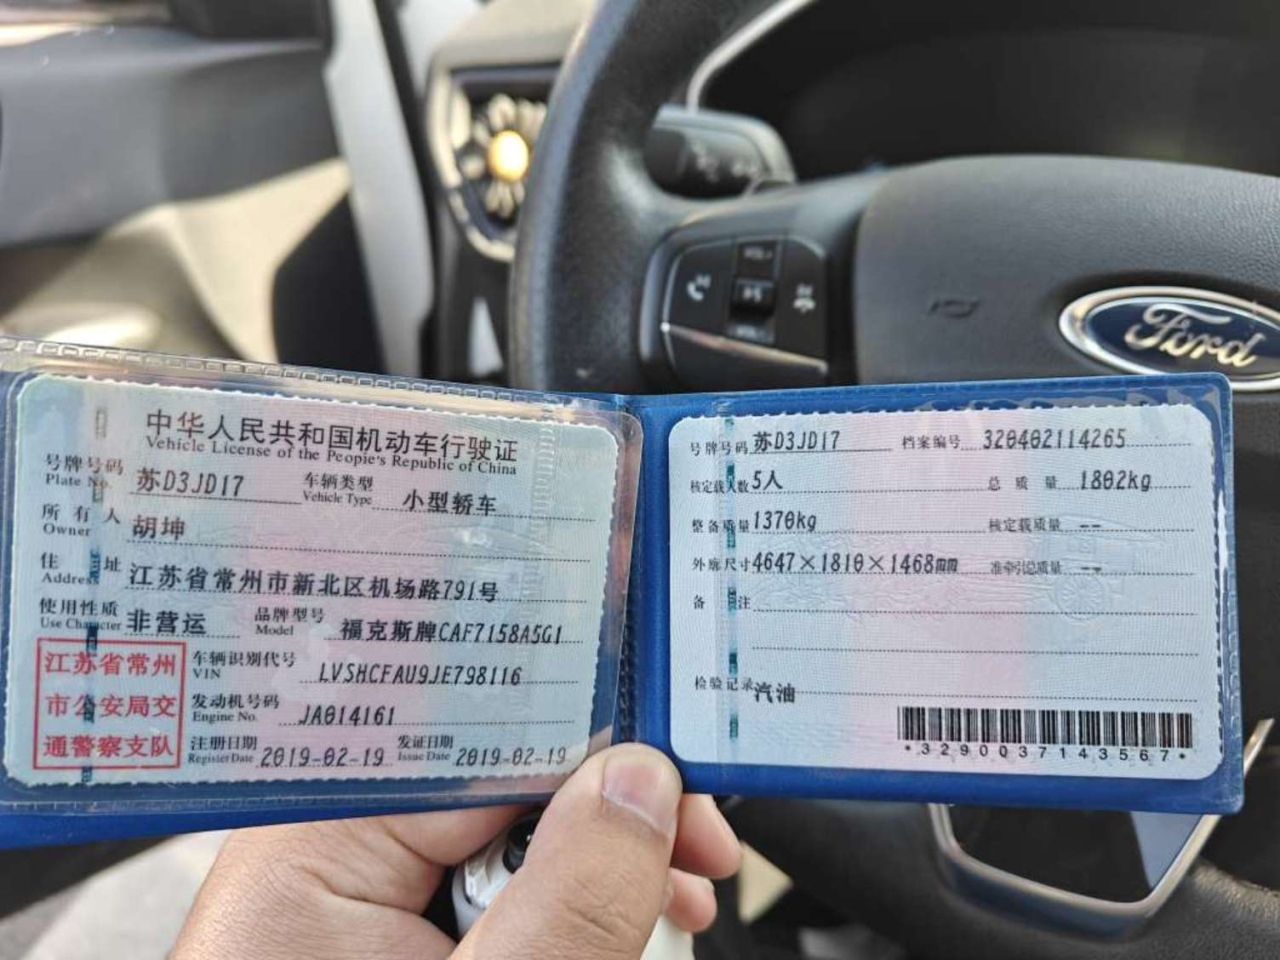 中华人民共和国机动车行驶证
Vehicle License of the People's Republic of China
号牌号码 苏D3JD17 车辆类型 小型轿车
Plate No. Vehicle Type
所有人 胡坤
Owner
住址 江苏省常州市新北区机场路791号
Address
使用性质 非营运 品牌型号 福克斯牌CAF7158A5G1
Use Character Model
江苏省常州
市公安局交
通警察支队
车辆识别代号 LVSHCFAU9JE798116
VIN
发动机号码 JA014161
Engine No.
注册日期 2019-02-19 发证日期 2019-02-19
Register Date Issue Date
号牌号码 苏D3JD17 档案编号 320402114265
核定载人数 5人 总质量 1802kg
整备质量 1370kg 核定载质量 --
外廓尺寸 4647×1810×1468mm 准牵引总质量 --
备注
检验记录 汽油
*3290037143567*
Ford